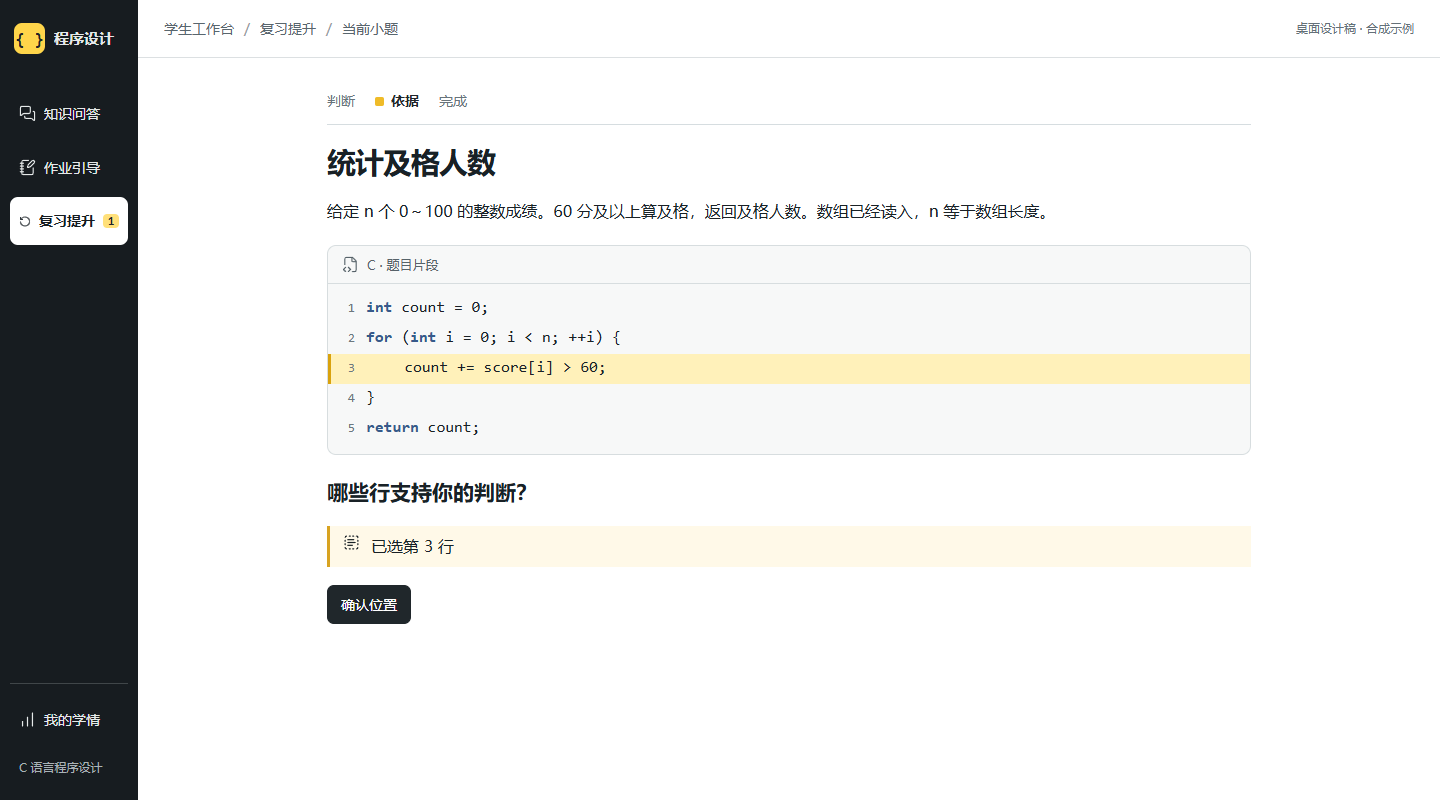 { } 程序设计
知识问答
作业引导
复习提升 1
我的学情
C 语言程序设计
学生工作台 / 复习提升 / 当前小题
桌面设计稿 · 合成示例
判断 依据 完成
统计及格人数
给定 n 个 0～100 的整数成绩。60 分及以上算及格，返回及格人数。数组已经读入，n 等于数组长度。
C · 题目片段
1 int count = 0;
2 for (int i = 0; i < n; ++i) {
3     count += score[i] > 60;
4 }
5 return count;
哪些行支持你的判断？
已选第 3 行
确认位置